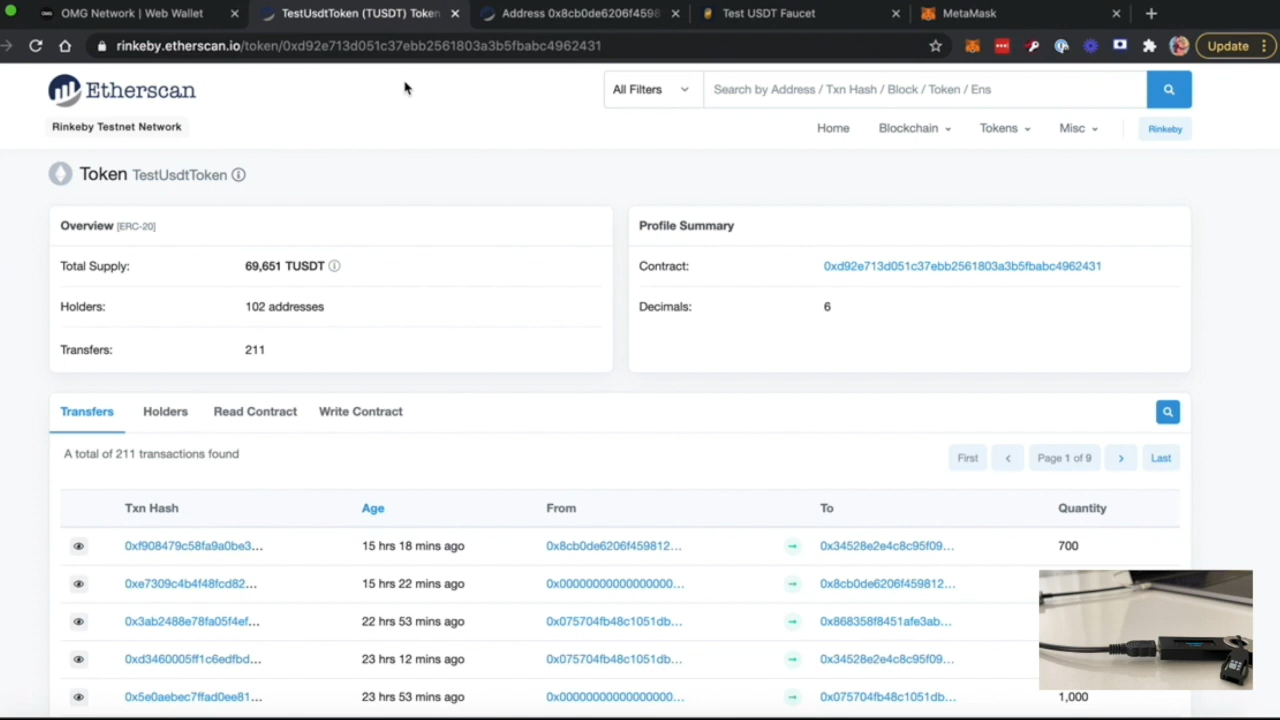 OMG Network | Web Wallet
TestUsdtToken (TUSDT) Token
Address 0x8cb0de6206f4598
Test USDT Faucet
MetaMask
rinkeby.etherscan.io/token/0xd92e713d051c37ebb2561803a3b5fbabc4962431
Update
Etherscan
All Filters
Search by Address / Txn Hash / Block / Token / Ens
Rinkeby Testnet Network
Home
Blockchain
Tokens
Misc
Rinkeby
Token TestUsdtToken
Overview [ERC-20]
Total Supply: 69,651 TUSDT
Holders: 102 addresses
Transfers: 211
Profile Summary
Contract: 0xd92e713d051c37ebb2561803a3b5fbabc4962431
Decimals: 6
Transfers Holders Read Contract Write Contract
A total of 211 transactions found
First Page 1 of 9 Last
Txn Hash Age From To Quantity
0xf908479c58fa9a0be3... 15 hrs 18 mins ago 0x8cb0de6206f459812... 0x34528e2e4c8c95f09... 700
0xe7309c4b4f48fcd82... 15 hrs 22 mins ago 0x00000000000000000... 0x8cb0de6206f459812...
0x3ab2488e78fa05f4ef... 22 hrs 53 mins ago 0x075704fb48c1051db... 0x868358f8451afe3ab...
0xd3460005ff1c6edfbd... 23 hrs 12 mins ago 0x075704fb48c1051db... 0x34528e2e4c8c95f09...
0x5e0aebec7ffad0ee81... 23 hrs 53 mins ago 0x00000000000000000... 0x075704fb48c1051db... 1,000